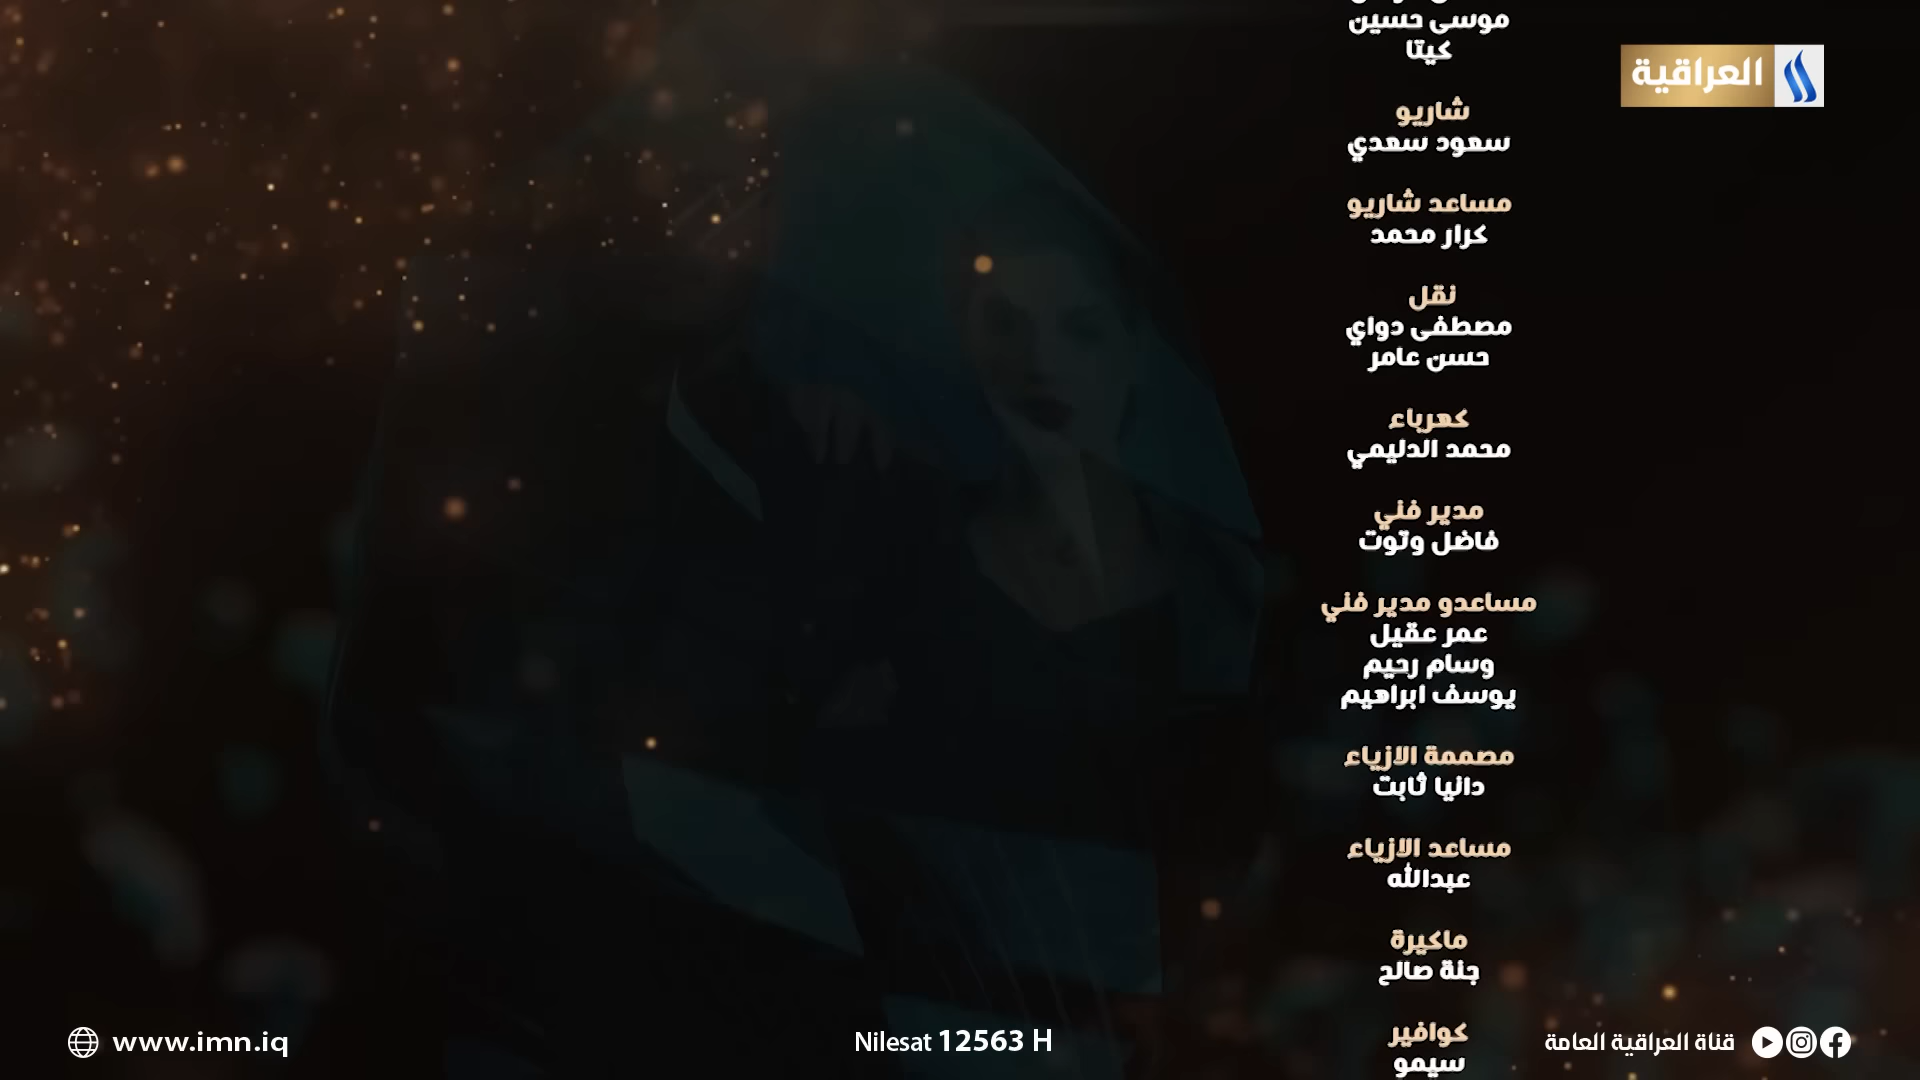 موسى حسين
كيتا
العراقية
شاريو
سعود سعدي
مساعد شاريو
كرار محمد
نقل
مصطفى دواي
حسن عامر
كهرباء
محمد الدليمي
مدير فني
فاضل وتوت
مساعدو مدير فني
عمر عقيل
وسام رحيم
يوسف ابراهيم
مصممة الازياء
دانيا ثابت
مساعد الازياء
عبدالله
ماكيرة
جنة صالح
كوافير
سيمو
www.imn.iq
Nilesat 12563 H
قناة العراقية العامة